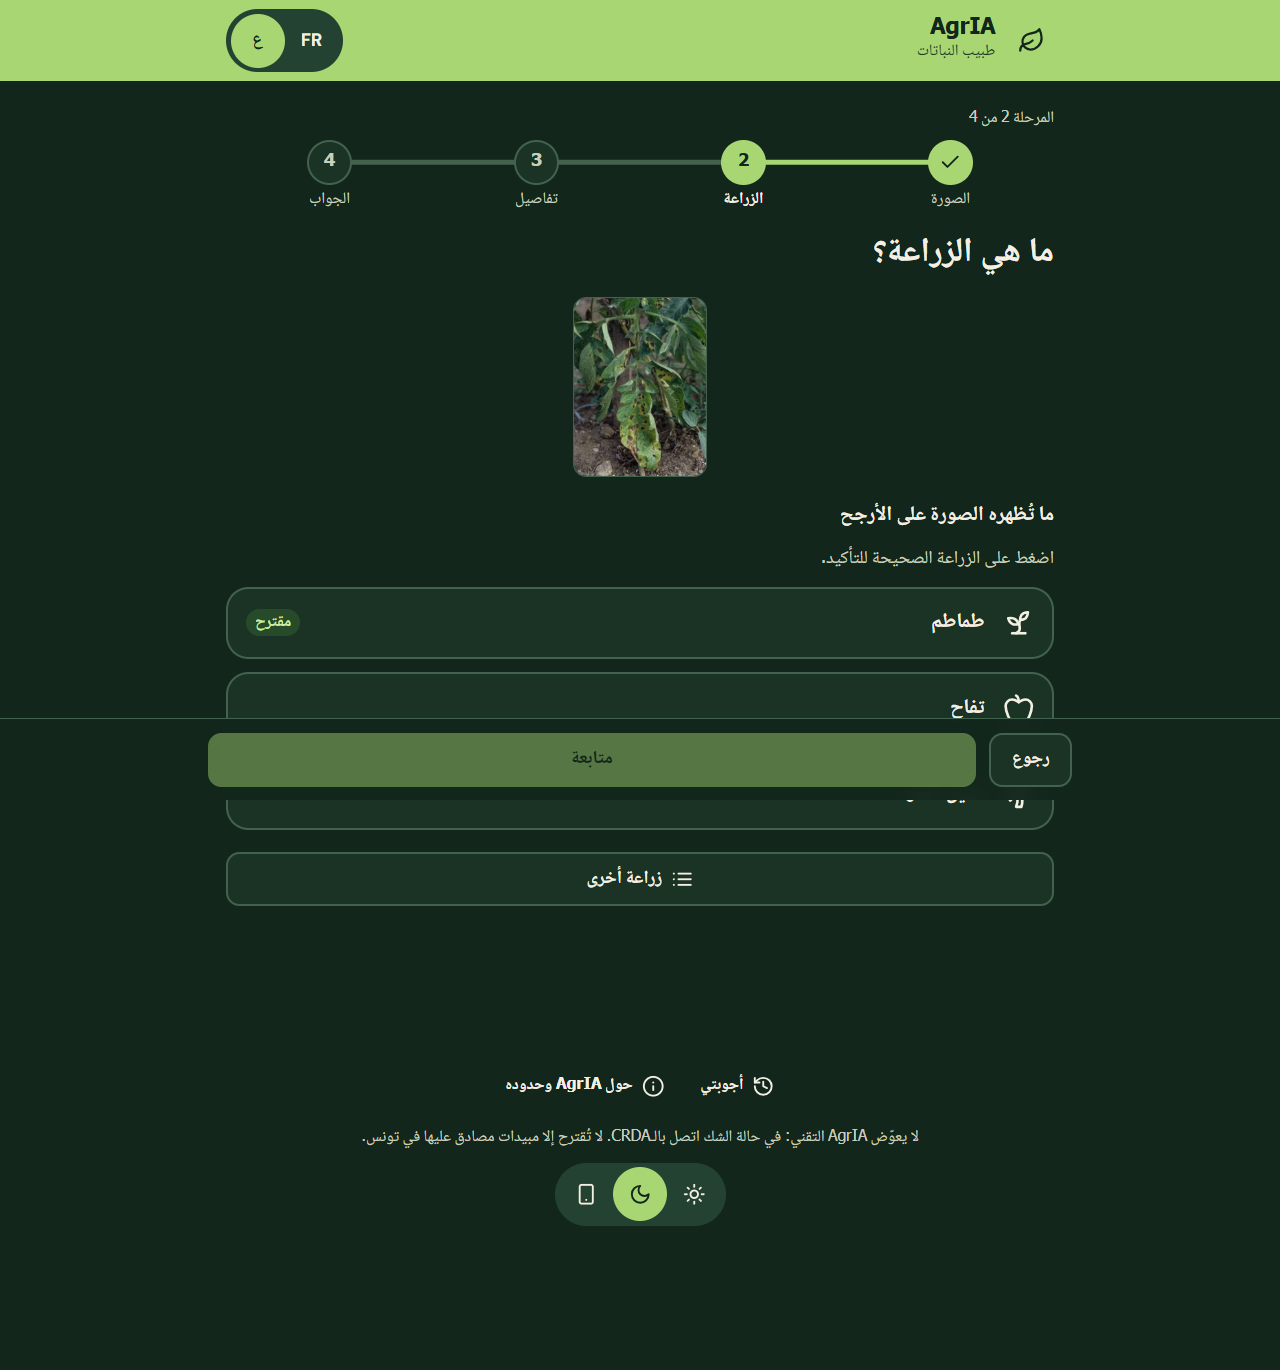 AgrIA
طبيب النباتات
FR
ع
المرحلة 2 من 4
2
3
4
الصورة
الزراعة
تفاصيل
الجواب
ما هي الزراعة؟
ما تُظهره الصورة على الأرجح
اضغط على الزراعة الصحيحة للتأكيد.
طماطم
مقترح
تفاح
رجوع
متابعة
زراعة أخرى
أجوبتي
حول AgrIA وحدوده
لا يعوّض AgrIA التقني: في حالة الشك اتصل بالـCRDA. لا تُقترح إلا مبيدات مصادق عليها في تونس.